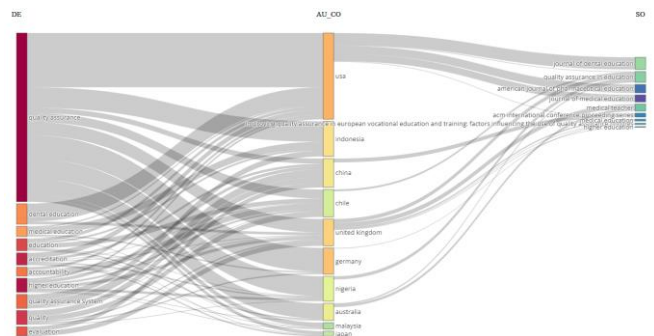 DE
AU_CO
SO
quality assurance
dental education
medical education
education
accreditation
accountability
higher education
quality assurance system
quality
evaluation
usa
indonesia
china
chile
united kingdom
germany
nigeria
australia
malaysia
japan
journal of dental education
quality assurance in education
american journal of pharmaceutical education
journal of medical education
medical teacher
acm international conference proceeding series
medical education
quality assurance in european vocational education and training: factors influencing the use of quality
higher education